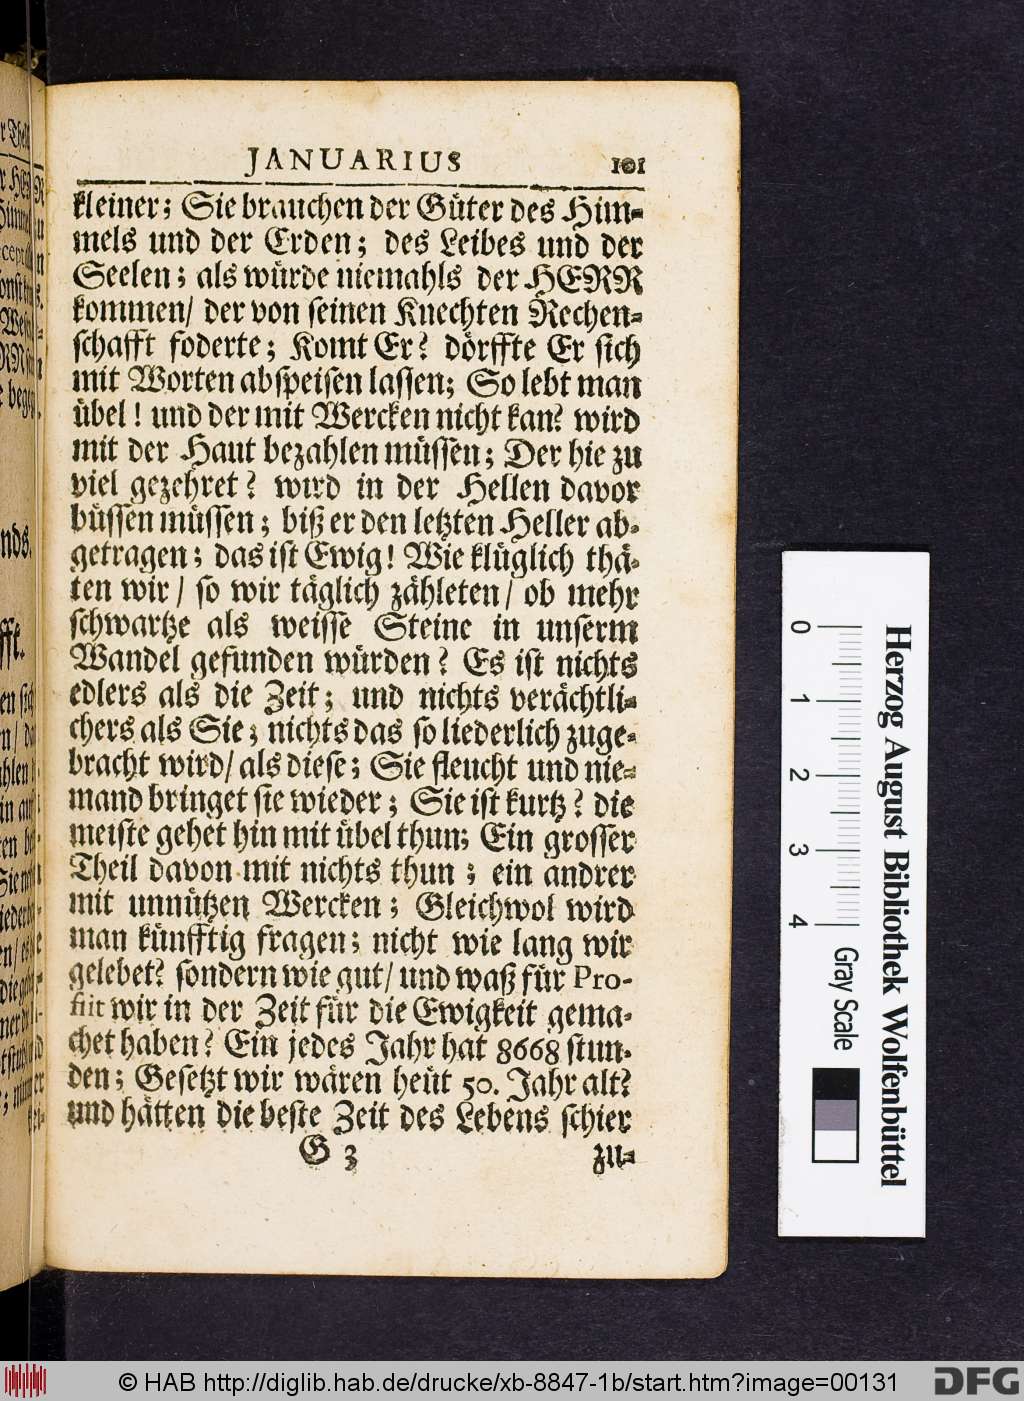 JANUARIUS 101
kleiner; Sie brauchen der Güter des Him-
mels und der Erden; des Leibes und der
Seelen; als würde niemahls der HERR
kommen/ der von seinen Knechten Rechen-
schafft foderte; Komt Er? dörffte Er sich
mit Worten abspeisen lassen; So lebt man
übel! und der mit Wercken nicht kan? wird
mit der Haut bezahlen müssen; Der hie zu
viel gezehret? wird in der Hellen davor
büssen müssen; biß er den letzten Heller ab-
getragen; das ist Ewig! Wie klüglich thä-
ten wir/ so wir täglich zähleten/ ob mehr
schwartze als weisse Steine in unserm
Wandel gefunden würden? Es ist nichts
edlers als die Zeit; und nichts verächtli-
chers als Sie; nichts das so liederlich zuge-
bracht wird/ als diese; Sie fleucht und nie-
mand bringet sie wieder; Sie ist kurtz? die
meiste gehet hin mit übel thun; Ein grosser
Theil davon mit nichts thun; ein andrer
mit unnützen Wercken; Gleichwol wird
man künfftig fragen; nicht wie lang wir
gelebet? sondern wie gut/ und waß für Pro-
fiit wir in der Zeit für die Ewigkeit gema-
chet haben? Ein jedes Jahr hat 8668 stun-
den; Gesetzt wir wären heüt 50. Jahr alt?
und hätten die beste Zeit des Lebens schier
G 3 zu-
0 1 2 3 4
Herzog August Bibliothek Wolfenbüttel
Gray Scale
© HAB http://diglib.hab.de/drucke/xb-8847-1b/start.htm?image=00131
DFG